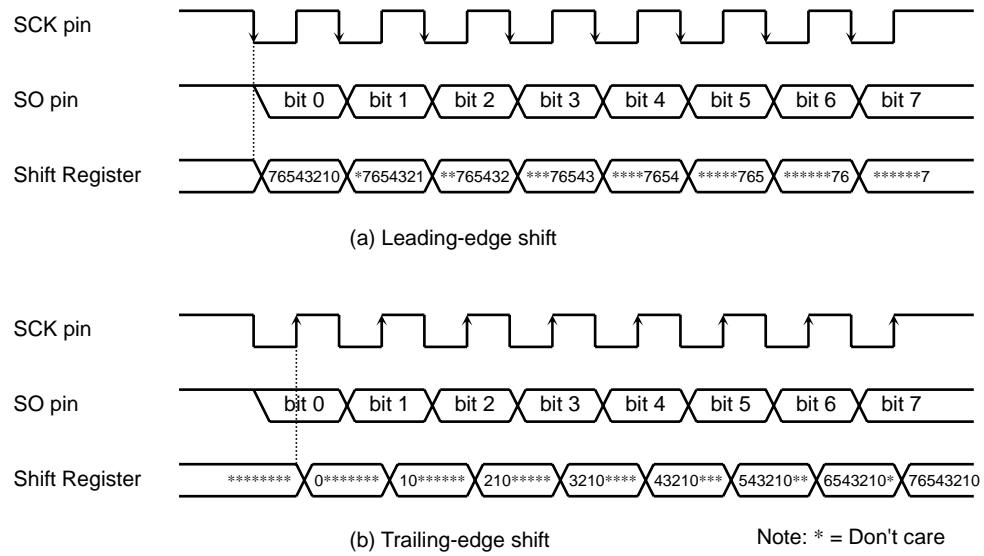 SCK pin
SO pin bit 0 bit 1 bit 2 bit 3 bit 4 bit 5 bit 6 bit 7
Shift Register 76543210 *7654321 **765432 ***76543 ****7654 *****765 ******76 ******7
(a) Leading-edge shift
SCK pin
SO pin bit 0 bit 1 bit 2 bit 3 bit 4 bit 5 bit 6 bit 7
Shift Register ******** 0******* 10****** 210***** 3210**** 43210*** 543210** 6543210* 76543210
(b) Trailing-edge shift Note: * = Don't care